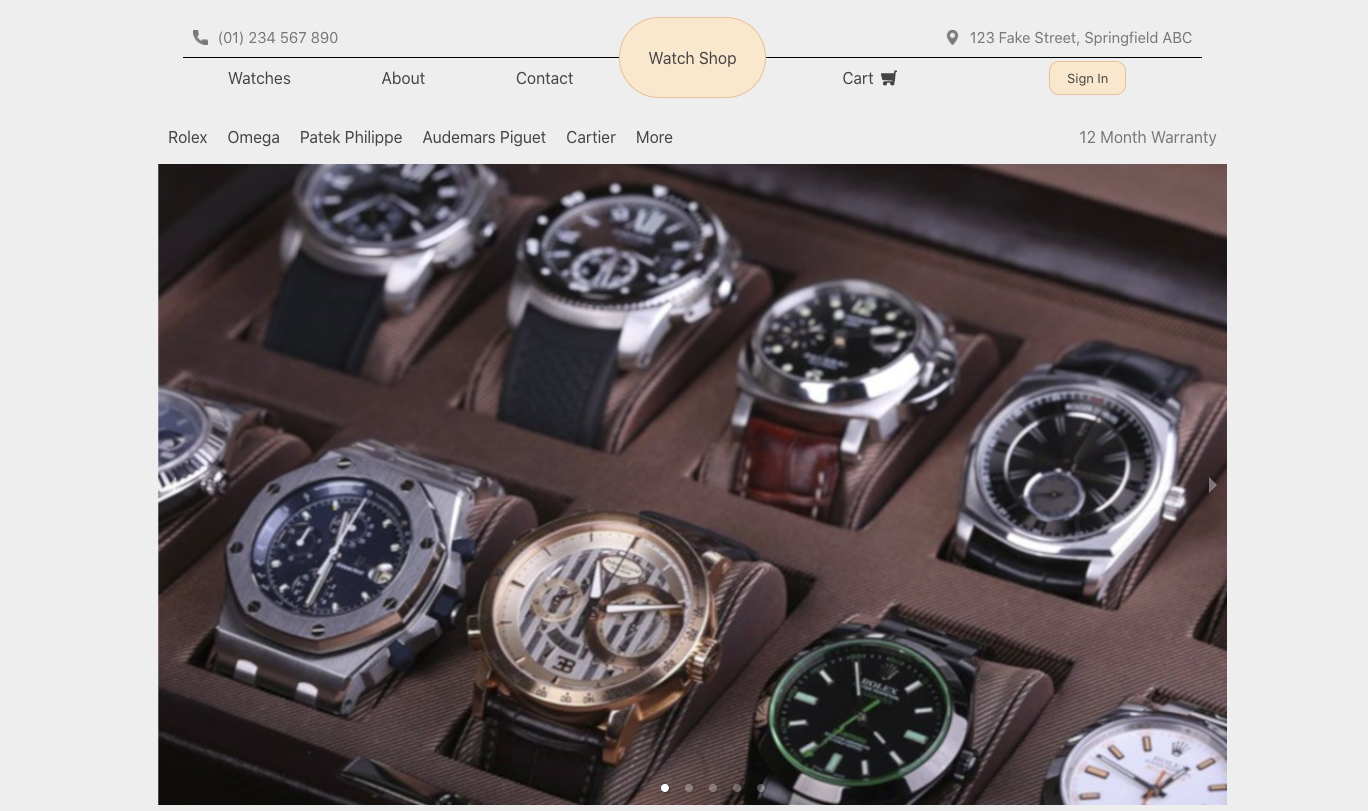 (01) 234 567 890
123 Fake Street, Springfield ABC
Watch Shop
Watches About Contact
Cart
Sign In
Rolex Omega Patek Philippe Audemars Piguet Cartier More
12 Month Warranty
ROLEX
ROLEX